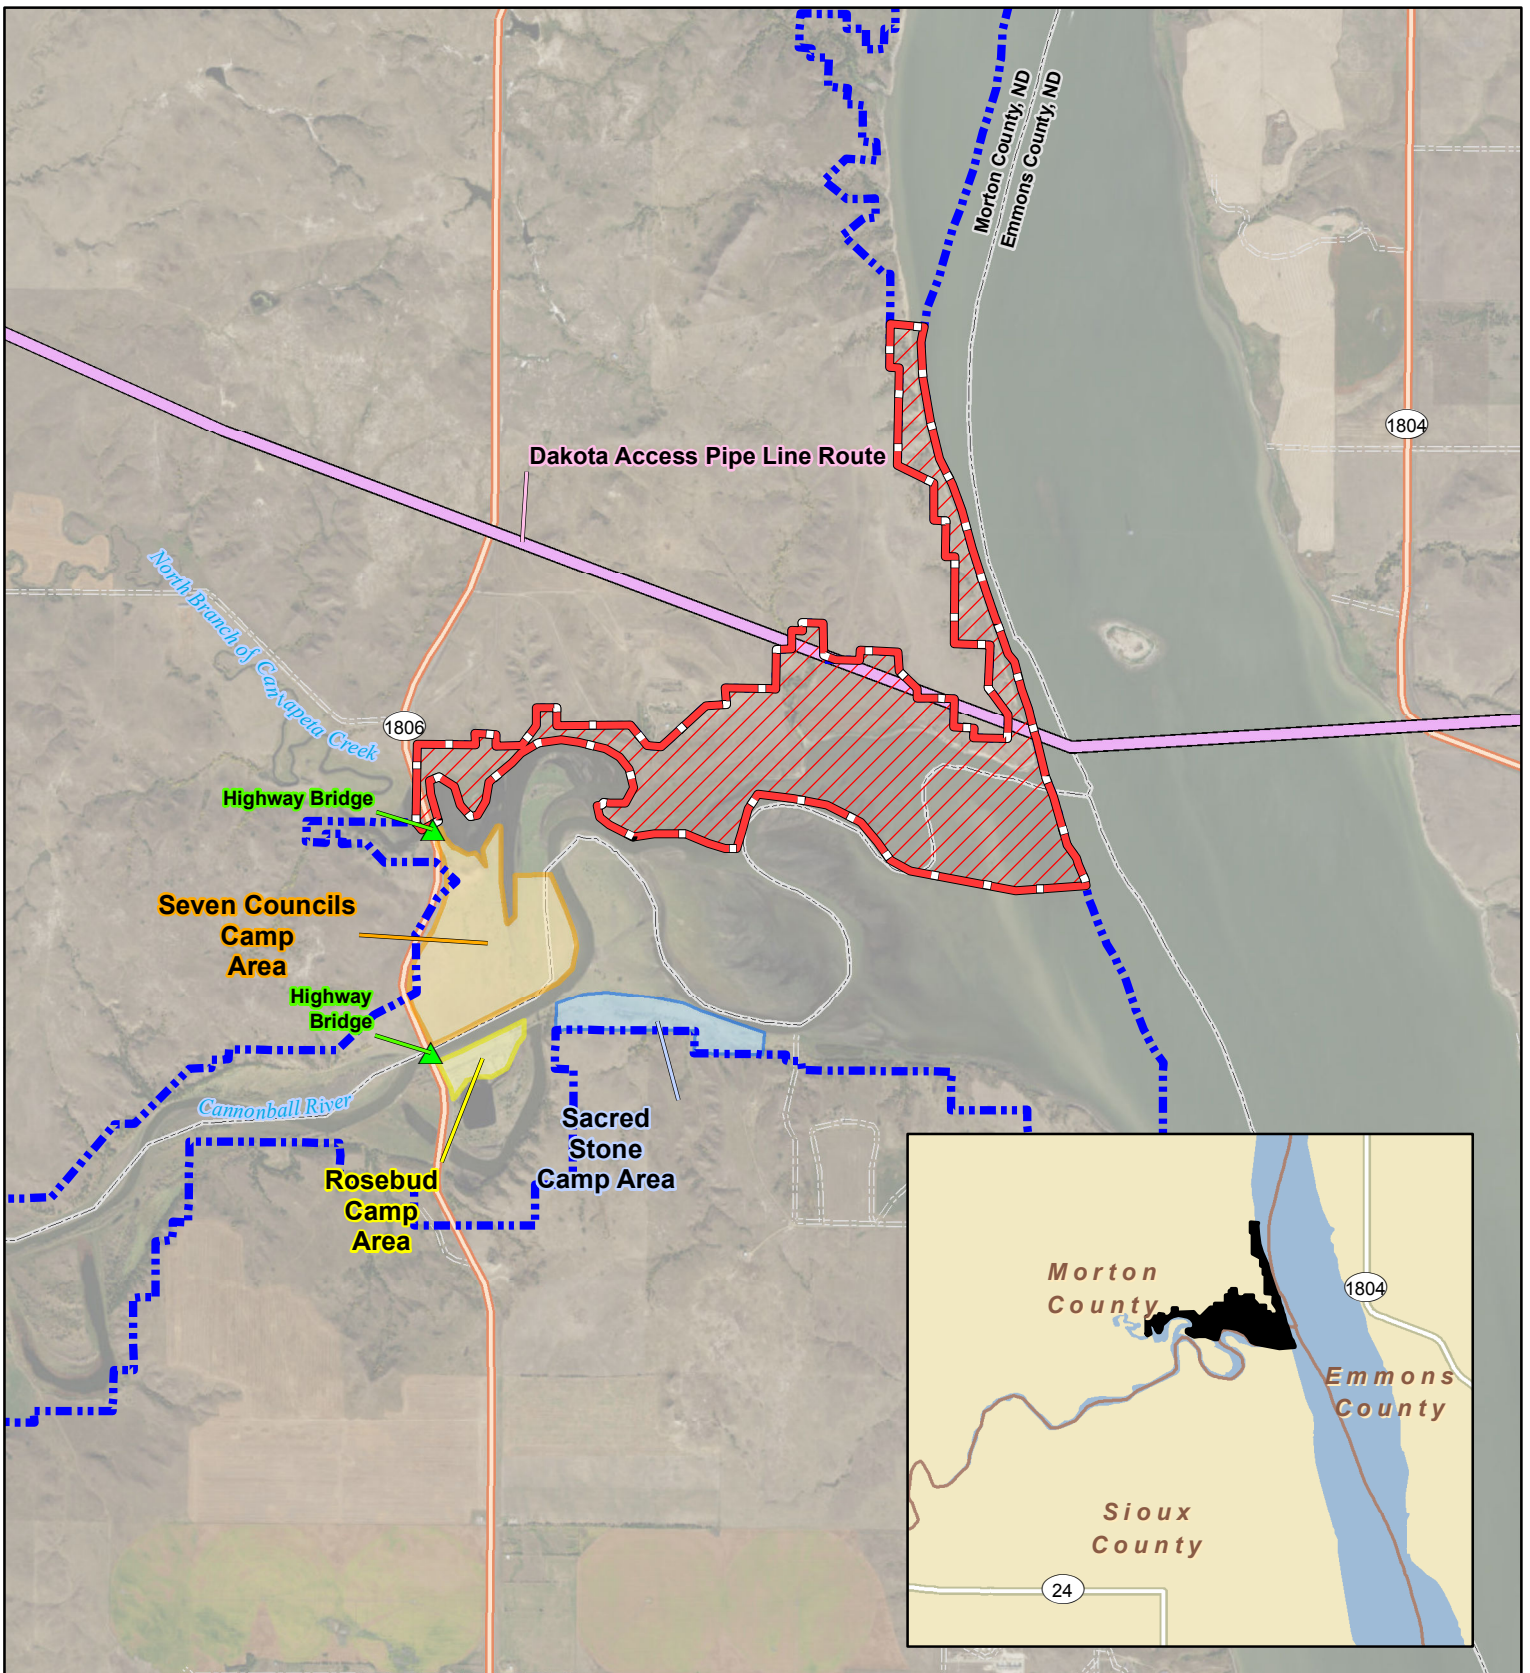 Morton County, ND
Emmons County, ND
1804
Dakota Access Pipe Line Route
North Branch of Cantapeta Creek
1806
Highway Bridge
Seven Councils
Camp
Area
Highway
Bridge
Cannonball River
Sacred
Stone
Camp Area
Rosebud
Camp
Area
Morton
County
1804
Emmons
County
Sioux
County
24